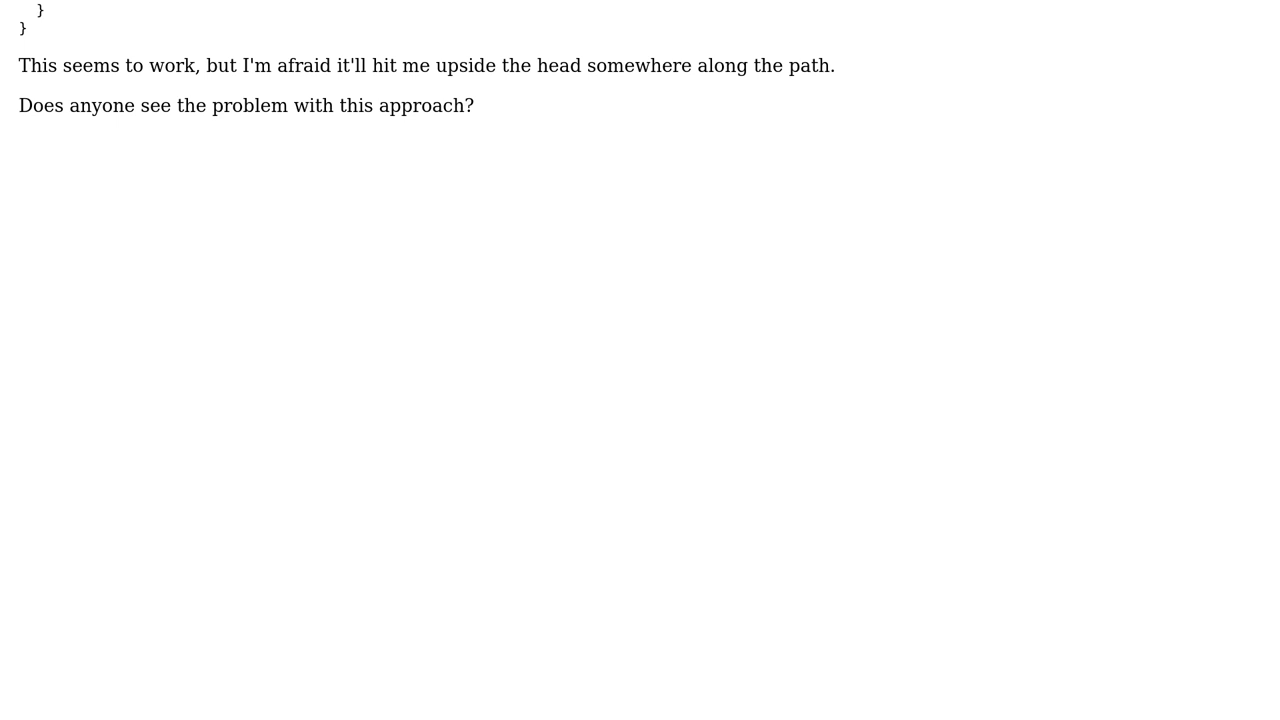 }
}
This seems to work, but I'm afraid it'll hit me upside the head somewhere along the path.
Does anyone see the problem with this approach?